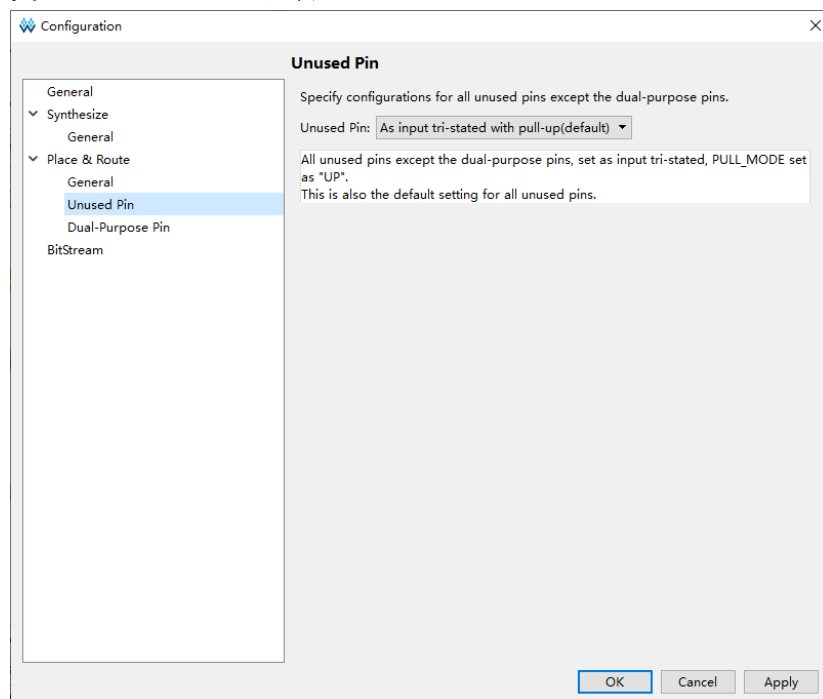 Configuration
Unused Pin
General
Synthesize
General
Place & Route
General
Unused Pin
Dual-Purpose Pin
BitStream
Specify configurations for all unused pins except the dual-purpose pins.
Unused Pin: As input tri-stated with pull-up(default)
All unused pins except the dual-purpose pins, set as input tri-stated, PULL_MODE set
as "UP".
This is also the default setting for all unused pins.
OK Cancel Apply